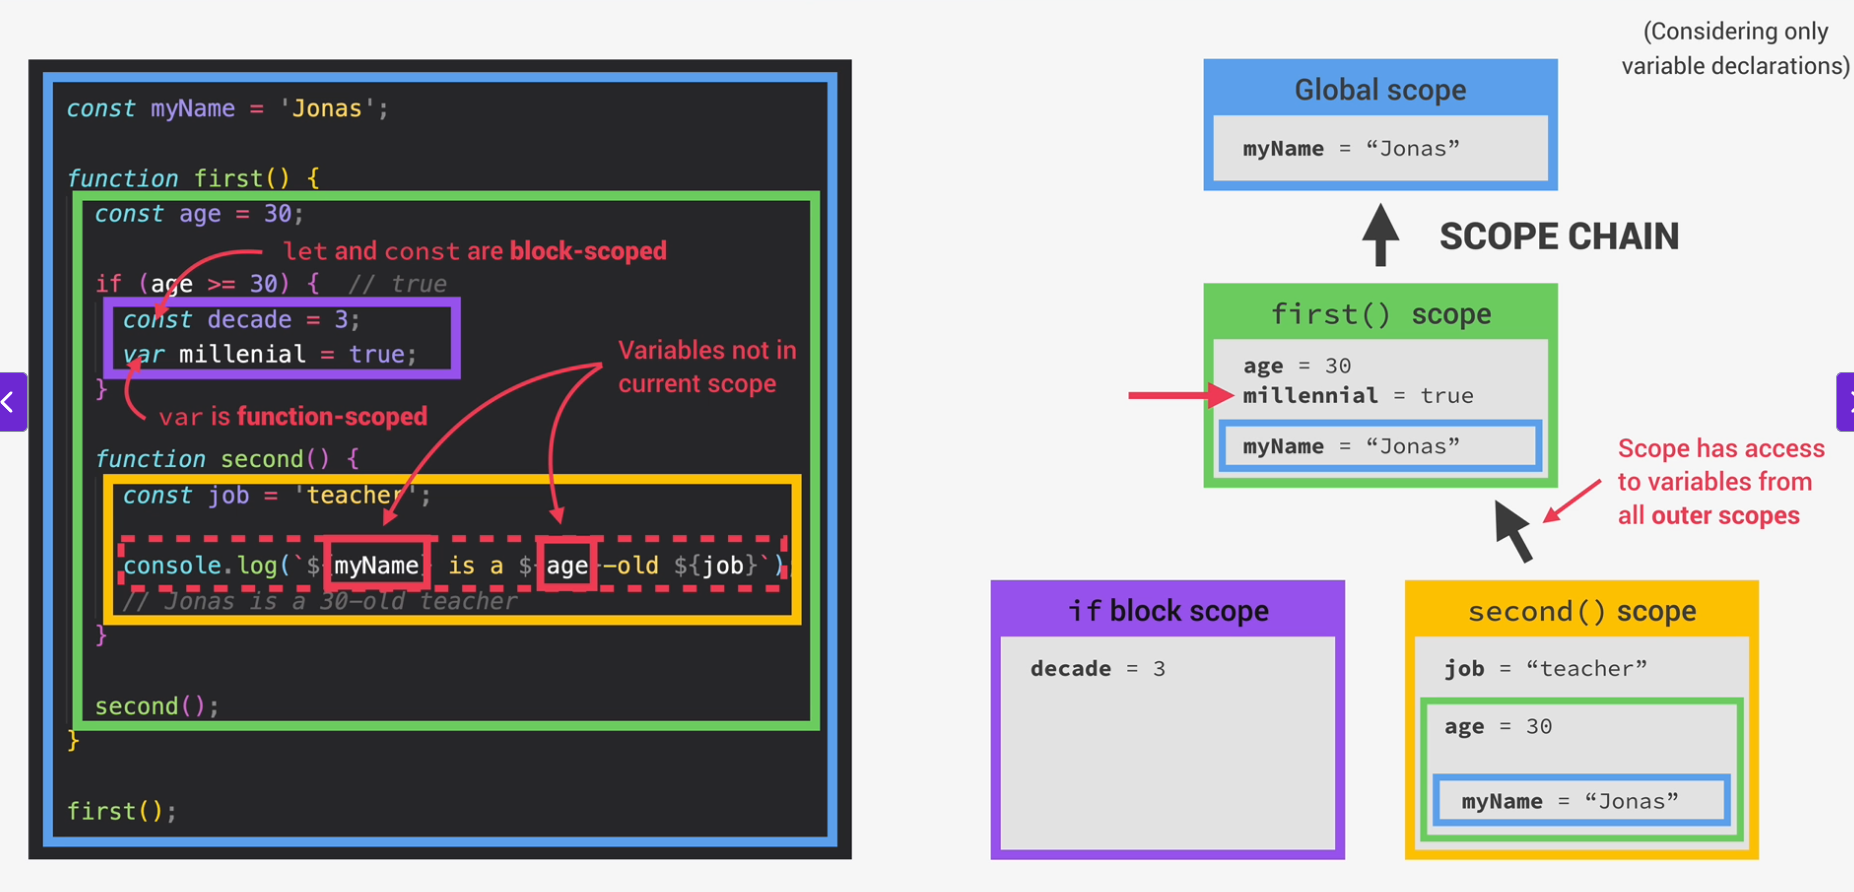 (Considering only
variable declarations)
const myName = 'Jonas';
function first() {
const age = 30;
let and const are block-scoped
if (age >= 30) { // true
const decade = 3;
var millenial = true;
}
var is function-scoped
Variables not in
current scope
function second() {
const job = 'teacher';
console.log(`${myName} is a ${age}-old ${job}`)
// Jonas is a 30-old teacher
}
second();
}
first();
Global scope
myName = “Jonas”
SCOPE CHAIN
first() scope
age = 30
millennial = true
myName = “Jonas”
Scope has access
to variables from
all outer scopes
if block scope
decade = 3
second() scope
job = “teacher”
age = 30
myName = “Jonas”